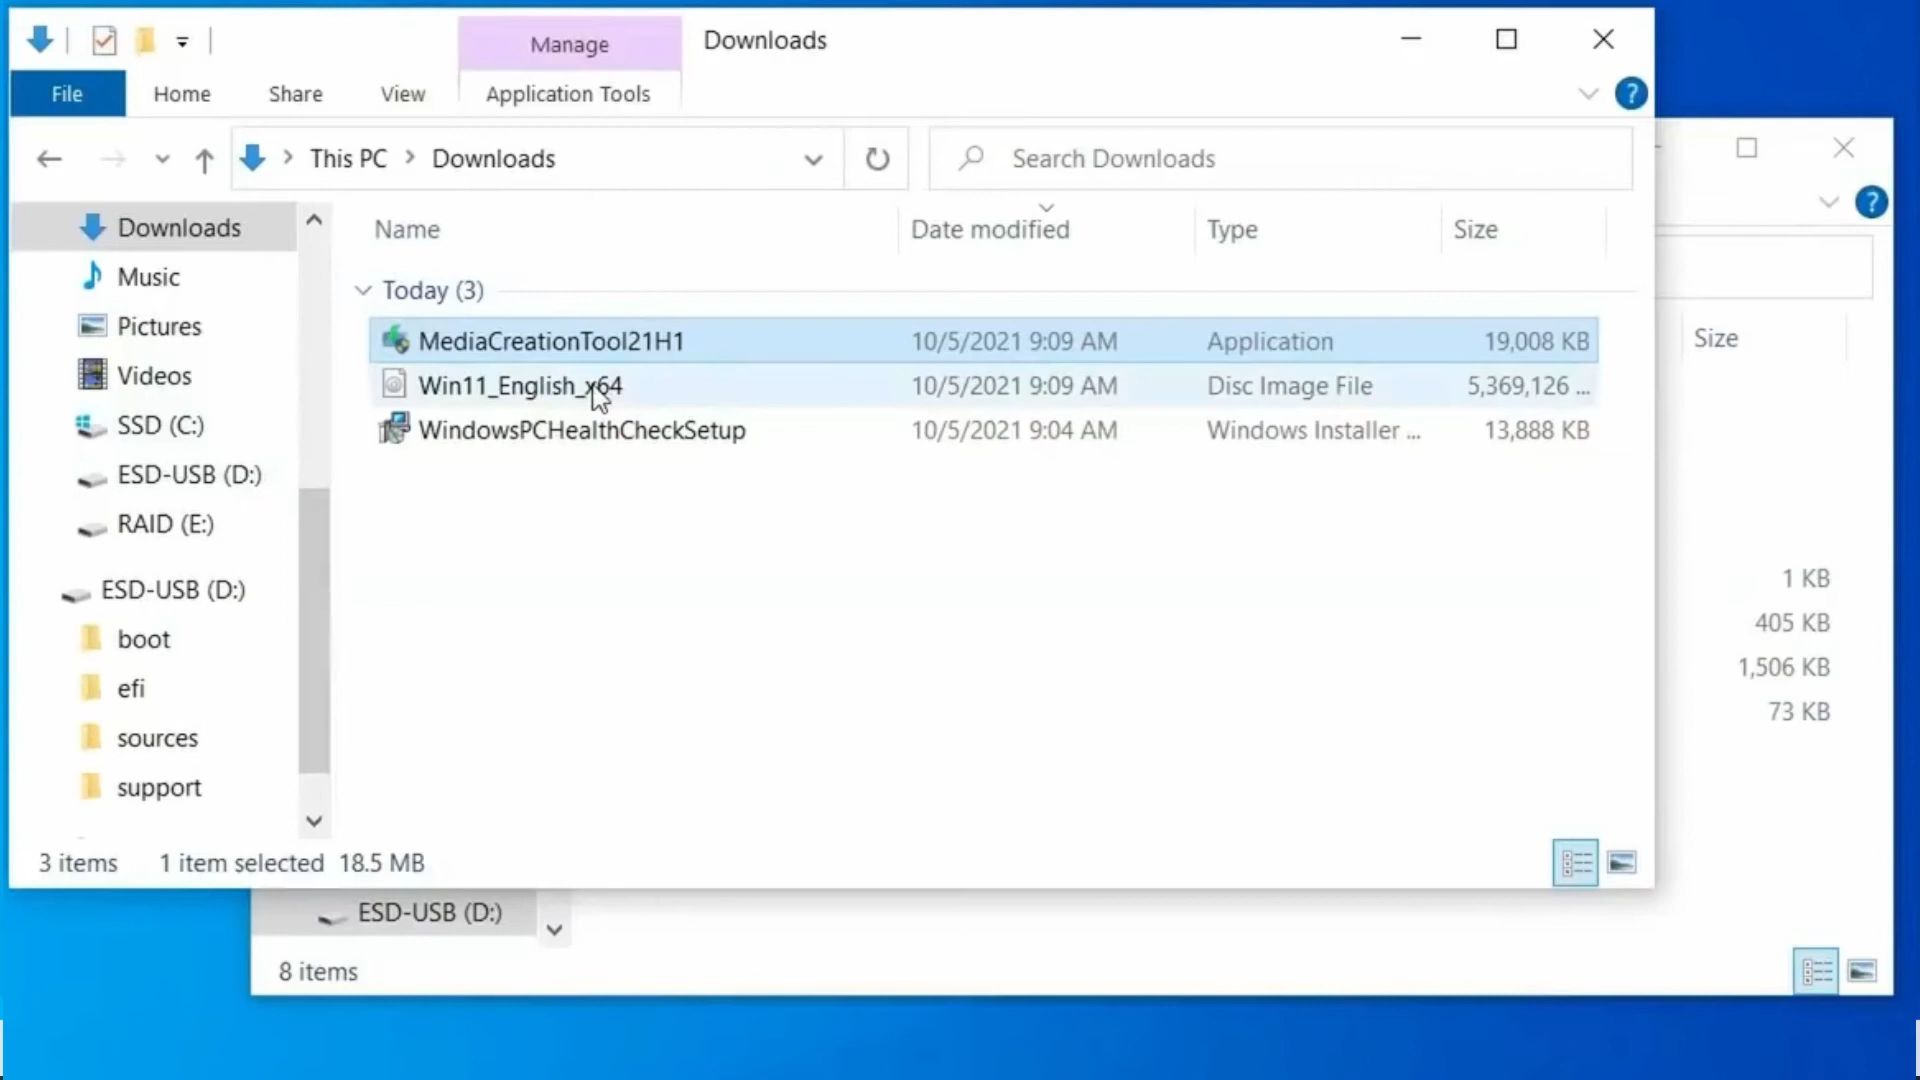 Manage
Downloads
File
Home
Share
View
Application Tools
?
This PC
Downloads
Search Downloads
?
Downloads
Music
Pictures
Videos
SSD (C:)
ESD-USB (D:)
RAID (E:)
ESD-USB (D:)
boot
efi
sources
support
Name
Date modified
Type
Size
Today (3)
MediaCreationTool21H1 10/5/2021 9:09 AM Application 19,008 KB
Win11_English_x64 10/5/2021 9:09 AM Disc Image File 5,369,126 ...
WindowsPCHealthCheckSetup 10/5/2021 9:04 AM Windows Installer ... 13,888 KB
Size
1 KB
405 KB
1,506 KB
73 KB
3 items 1 item selected 18.5 MB
ESD-USB (D:)
8 items